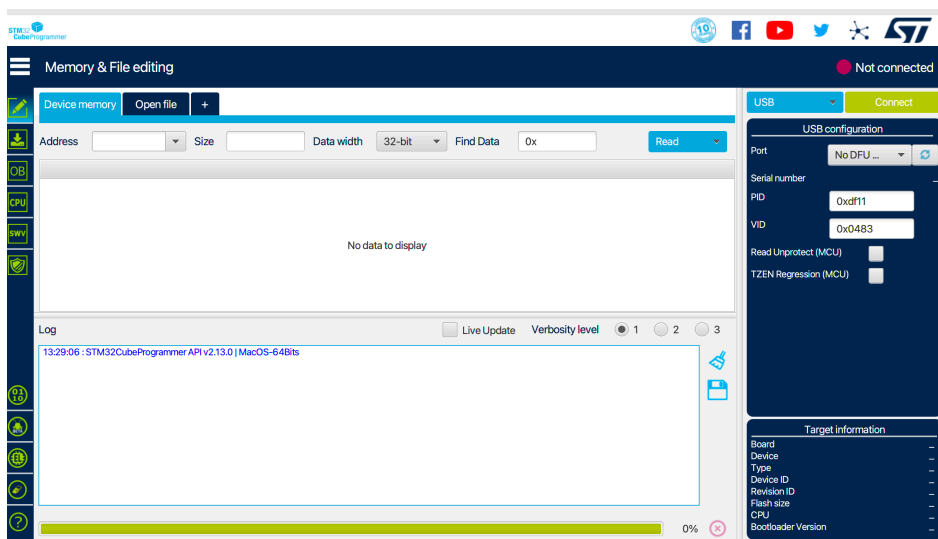 STM32
CubeProgrammer
10
Memory & File editing
Not connected
Device memory
Open file
+
USB
Connect
Address
Size
Data width
32-bit
Find Data
0x
Read
USB configuration
Port
No DFU ...
Serial number
PID
0xdf11
VID
0x0483
Read Unprotect (MCU)
TZEN Regression (MCU)
OB
CPU
SWV
No data to display
Log
Live Update
Verbosity level
1
2
3
13:29:06 : STM32CubeProgrammer API v2.13.0 | MacOS-64Bits
01
10
BETA
?
0%
Target information
Board
Device
Type
Device ID
Revision ID
Flash size
CPU
Bootloader Version